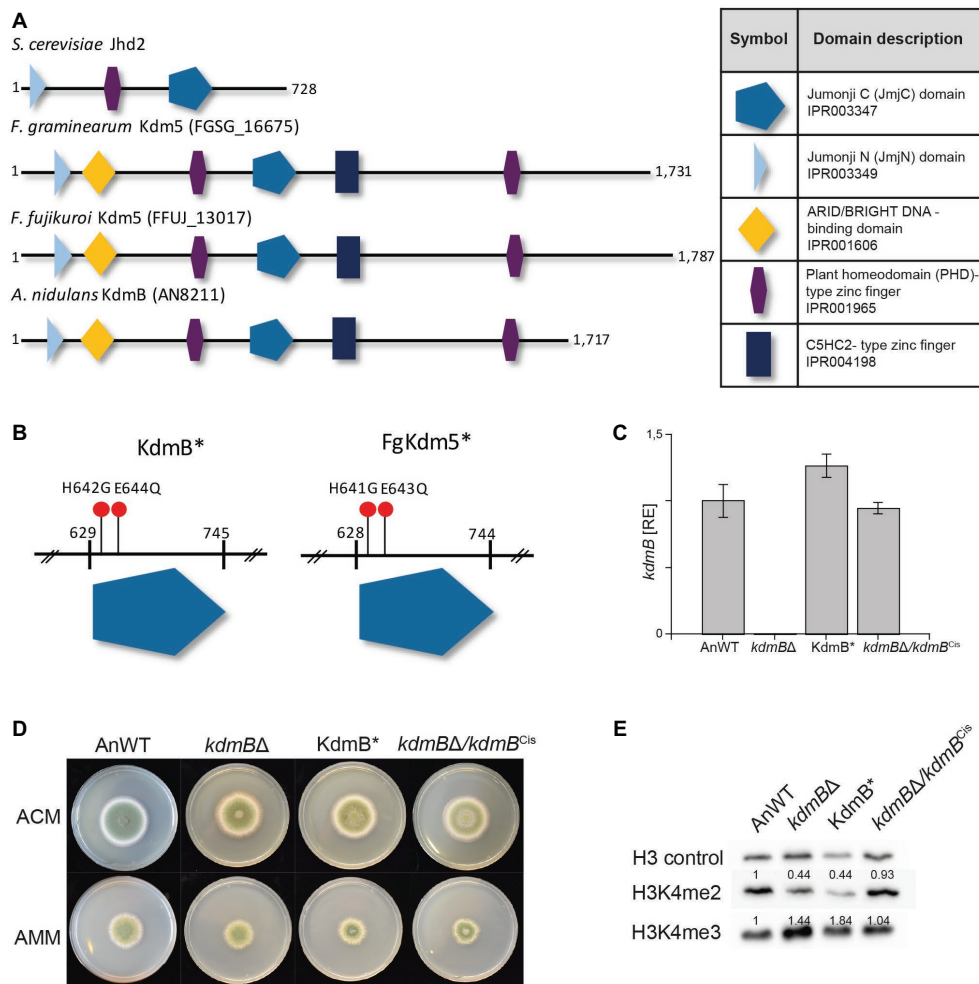 A
S. cerevisiae Jhd2
1
728
F. graminearum Kdm5 (FGSG_16675)
1
1,731
F. fujikuroi Kdm5 (FFUJ_13017)
1
1,787
A. nidulans KdmB (AN8211)
1
1,717
Symbol Domain description
Jumonji C (JmjC) domain
IPR003347
Jumonji N (JmjN) domain
IPR003349
ARID/BRIGHT DNA -
binding domain
IPR001606
Plant homeodomain (PHD)-
type zinc finger
IPR001965
C5HC2- type zinc finger
IPR004198
B
KdmB*
H642G E644Q
629 745
FgKdm5*
H641G E643Q
628 744
C
1,5
kdmB [RE]
0
AnWT kdmBΔ KdmB* kdmBΔ/kdmBCis
D
AnWT kdmBΔ KdmB* kdmBΔ/kdmBCis
ACM
AMM
E
AnWT kdmBΔ KdmB* kdmBΔ/kdmBCis
H3 control
1 0.44 0.44 0.93
H3K4me2
1 1.44 1.84 1.04
H3K4me3